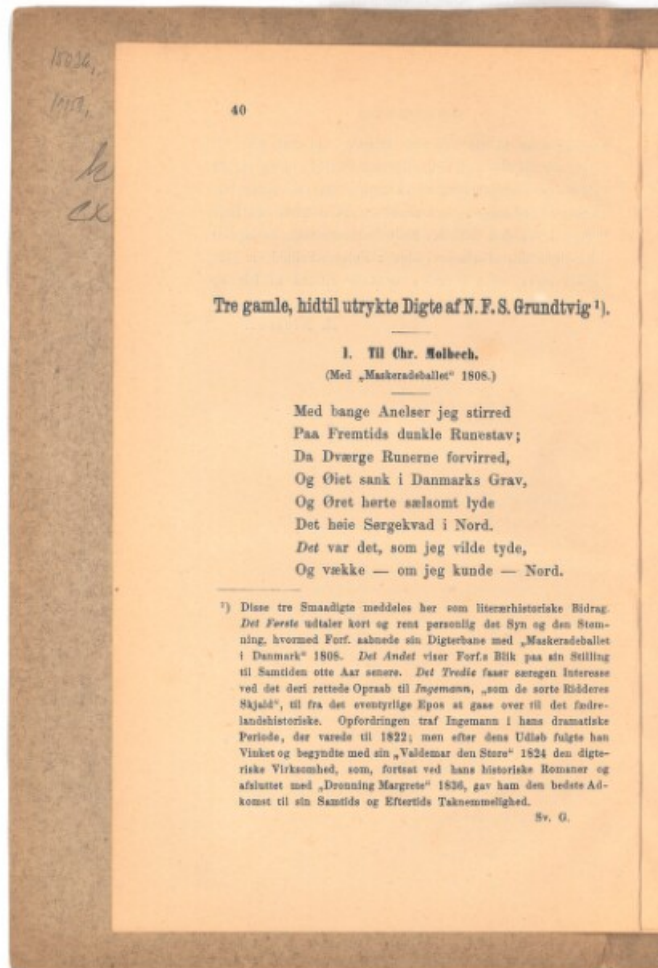 15030,
40
Tre gamle, hidtil utrykte Digte af N. F. S. Grundtvig ¹).
1. Til Chr. Molbech.
(Med „Maskeradeballet“ 1808.)
Med bange Anelser jeg stirred
Paa Fremtids dunkle Runestav;
Da Dværge Runerne forvirred,
Og Øiet sank i Danmarks Grav,
Og Øret hørte sælsomt lyde
Det høie Sørgekvad i Nord.
Det var det, som jeg vilde tyde,
Og vække — om jeg kunde — Nord.
¹) Disse tre Smaadigte meddeles her som literærhistoriske Bidrag.
Det Første udtaler kort og rent personlig det Syn og den Stem-
ning, hvormed Forf. aabnede sin Digterbane med „Maskeradeballet
i Danmark“ 1808. Det Andet viser Forf.s Blik paa sin Stilling
til Samtiden otte Aar senere. Det Tredie faaer særegen Interesse
ved det deri rettede Opraab til Ingemann, „som de sorte Ridderes
Skjald“, til fra det eventyrlige Epos at gaae over til det fædre-
landshistoriske. Opfordringen traf Ingemann i hans dramatiske
Periode, der varede til 1822; men efter dens Udløb fulgte han
Vinket og begyndte med sin „Valdemar den Store“ 1824 den digte-
riske Virksomhed, som, fortsat ved hans historiske Romaner og
afsluttet med „Dronning Margrete“ 1836, gav ham den bedste Ad-
komst til sin Samtids og Eftertids Taknemmelighed.
Sv. G.